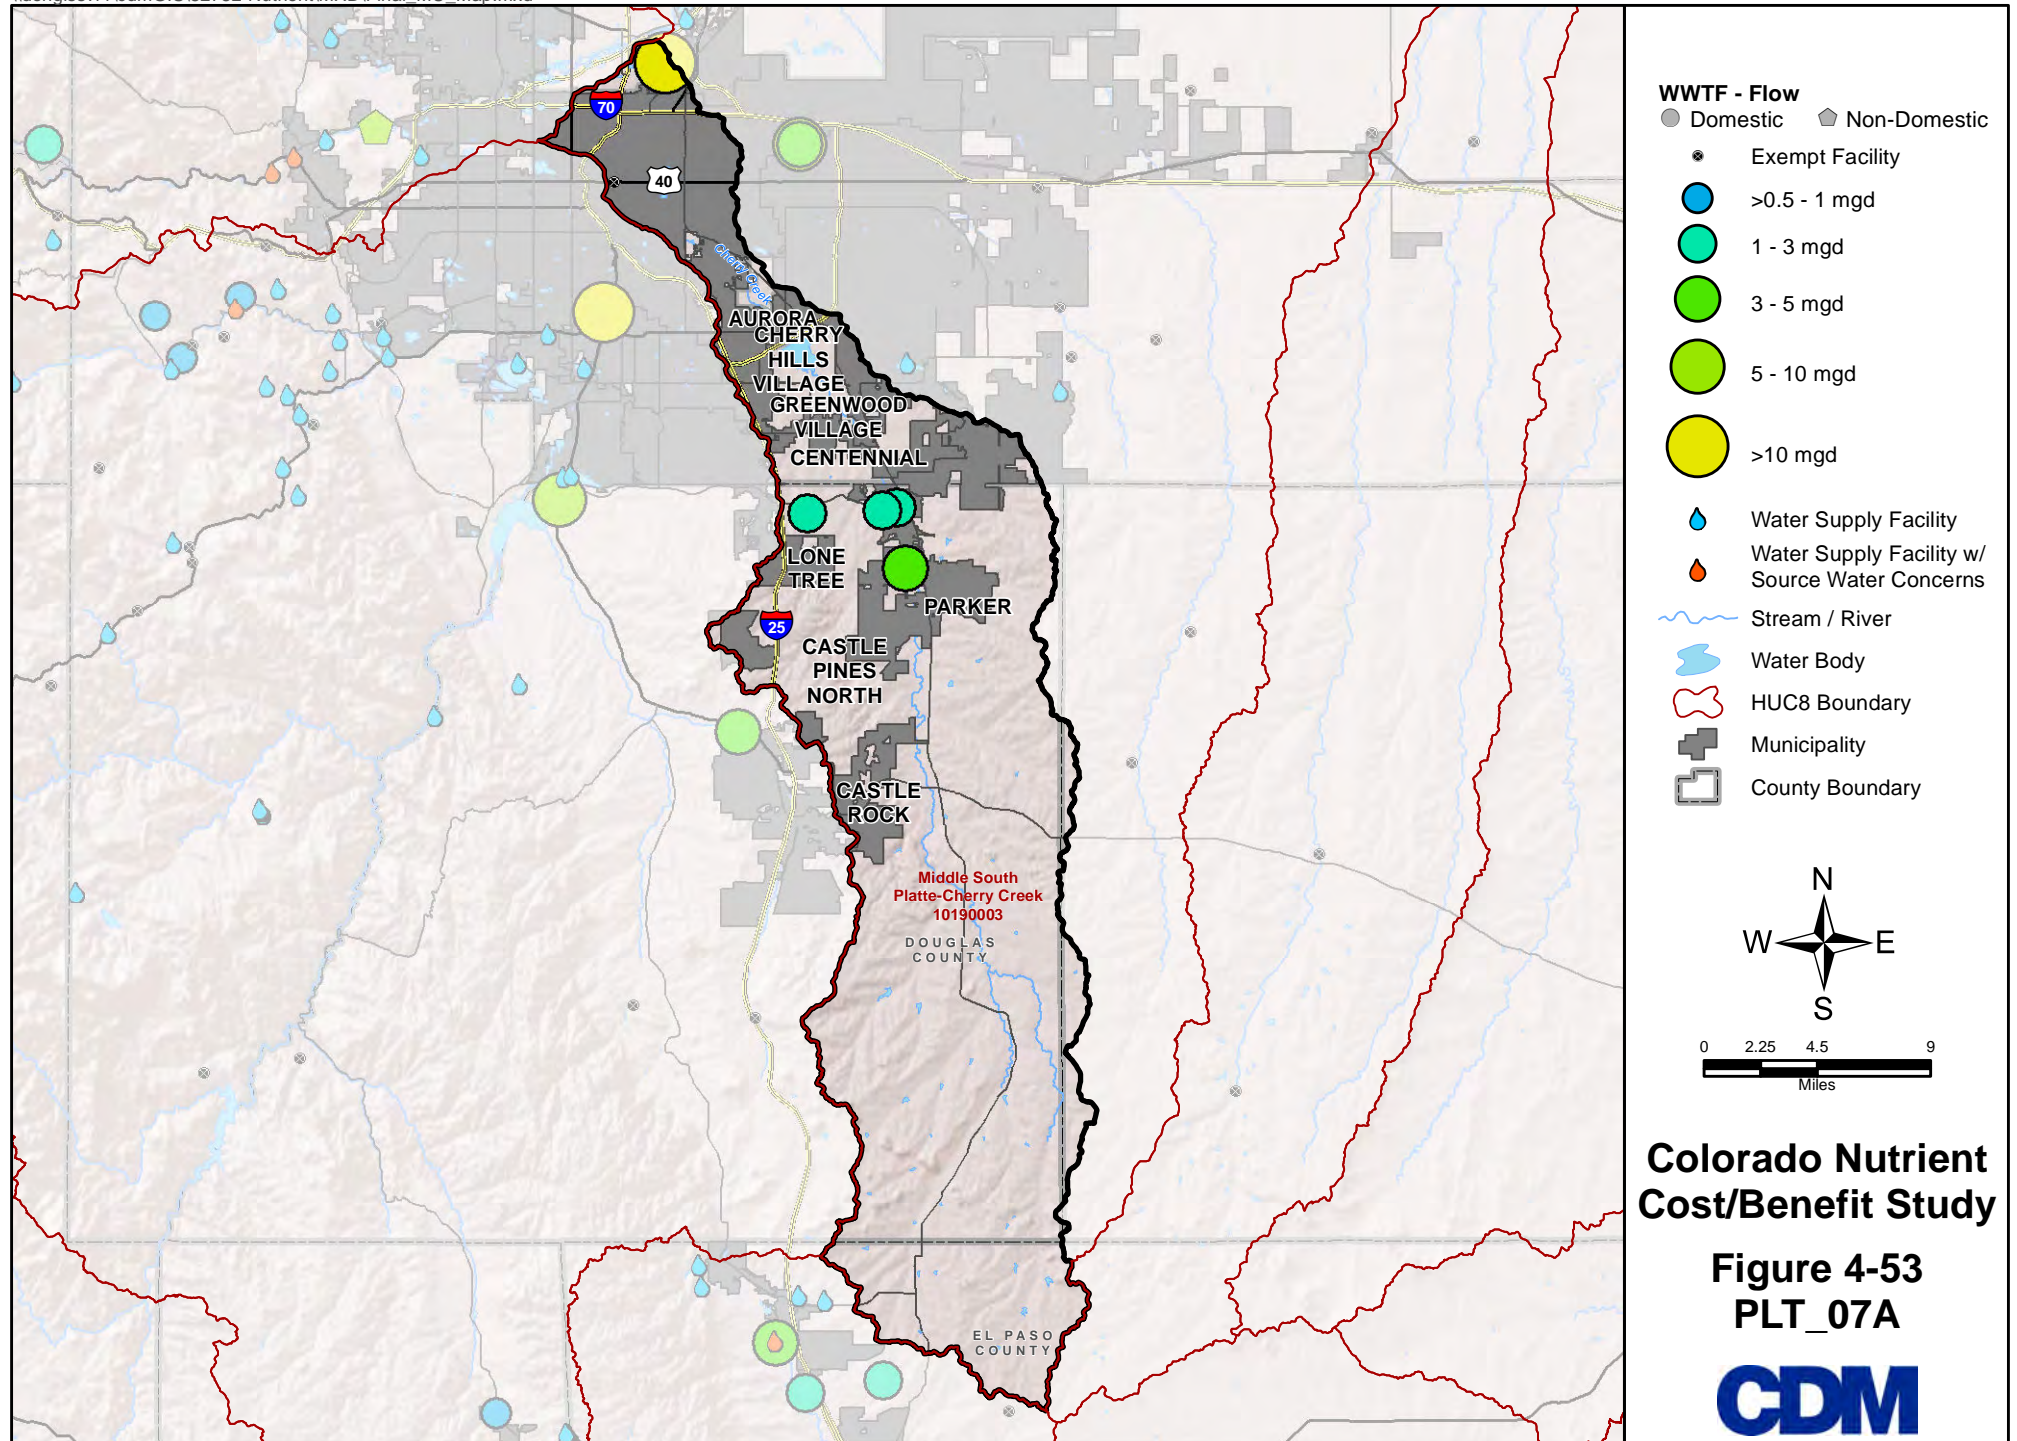 70
40
Cherry Creek
AURORA
CHERRY
HILLS
VILLAGE
GREENWOOD
VILLAGE
CENTENNIAL
LONE
TREE
PARKER
25
CASTLE
PINES
NORTH
CASTLE
ROCK
Middle South
Platte-Cherry Creek
10190003
DOUGLAS
COUNTY
EL PASO
COUNTY
WWTF - Flow
Domestic Non-Domestic
Exempt Facility
>0.5 - 1 mgd
1 - 3 mgd
3 - 5 mgd
5 - 10 mgd
>10 mgd
Water Supply Facility
Water Supply Facility w/
Source Water Concerns
Stream / River
Water Body
HUC8 Boundary
Municipality
County Boundary
N
W E
S
0 2.25 4.5 9
Miles
Colorado Nutrient
Cost/Benefit Study
Figure 4-53
PLT_07A
CDM